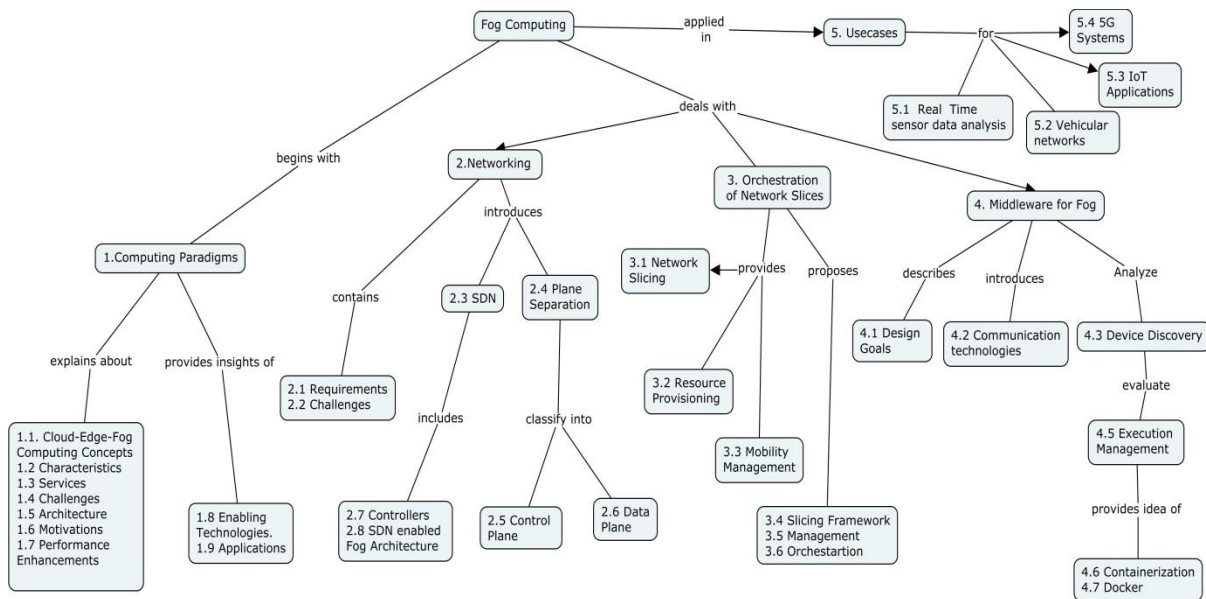 Fog Computing
applied
in
5. Usecases
for
5.4 5G
Systems
5.3 IoT
Applications
5.1 Real Time
sensor data analysis
5.2 Vehicular
networks
deals with
begins with
2.Networking
3. Orchestration
of Network Slices
4. Middleware for Fog
introduces
1.Computing Paradigms
contains
2.3 SDN
2.4 Plane
Separation
3.1 Network
Slicing
provides
proposes
describes
introduces
Analyze
4.1 Design
Goals
4.2 Communication
technologies
4.3 Device Discovery
explains about
provides insights of
2.1 Requirements
2.2 Challenges
includes
classify into
3.2 Resource
Provisioning
evaluate
3.3 Mobility
Management
4.5 Execution
Management
1.1. Cloud-Edge-Fog
Computing Concepts
1.2 Characteristics
1.3 Services
1.4 Challenges
1.5 Architecture
1.6 Motivations
1.7 Performance
Enhancements
1.8 Enabling
Technologies.
1.9 Applications
2.7 Controllers
2.8 SDN enabled
Fog Architecture
2.5 Control
Plane
2.6 Data
Plane
3.4 Slicing Framework
3.5 Management
3.6 Orchestartion
provides idea of
4.6 Containerization
4.7 Docker